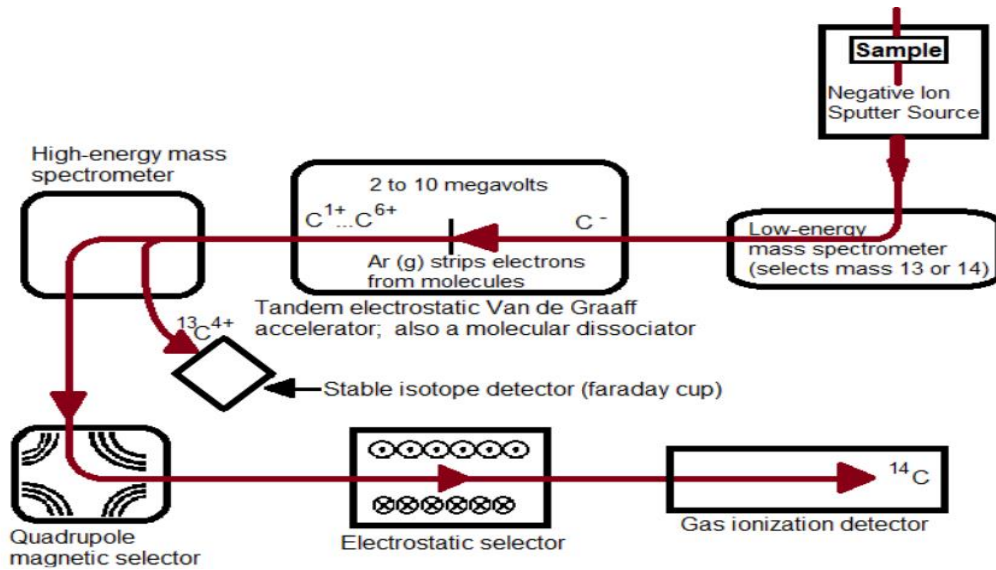 Sample
Negative Ion
Sputter Source
High-energy mass
spectrometer
2 to 10 megavolts
C¹⁺...C⁶⁺
C⁻
Ar (g) strips electrons
from molecules
Low-energy
mass spectrometer
(selects mass 13 or 14)
Tandem electrostatic Van de Graaff
accelerator; also a molecular dissociator
¹³C⁴⁺
Stable isotope detector (faraday cup)
¹⁴C
Quadrupole
magnetic selector
Electrostatic selector
Gas ionization detector